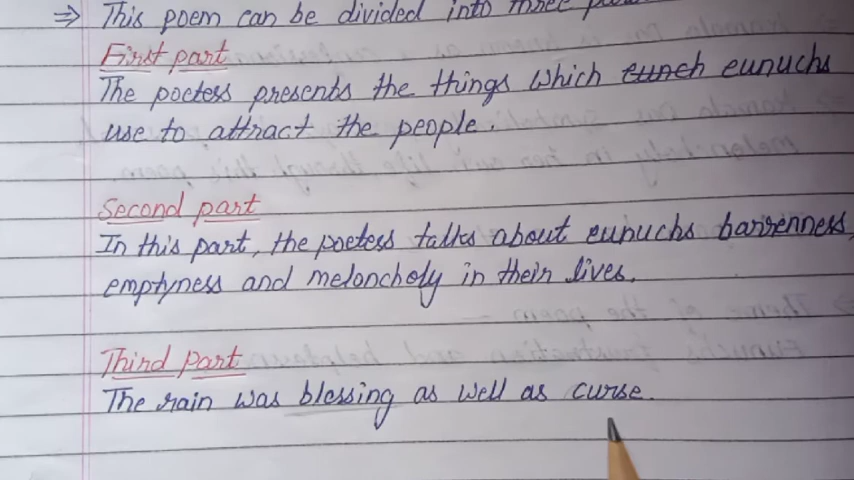 ⇒ This poem can be divided into three
First part
The poetess presents the things which eunuchs
use to attract the people.
Second part
In this part, the poetess talks about eunuchs barrenness,
emptyness and meloncholy in their lives.
Third part
The rain was blessing as well as curse.